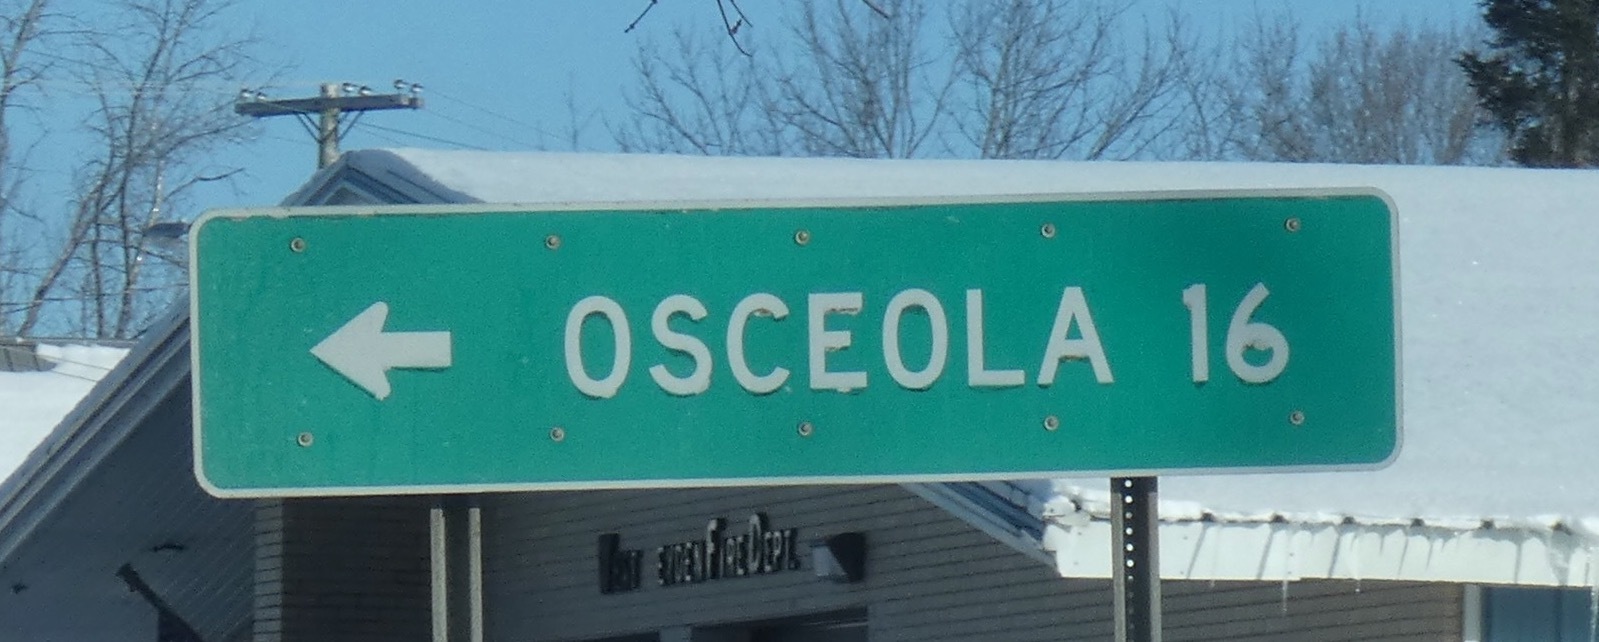 OSCEOLA 16
FIRE DEPT.